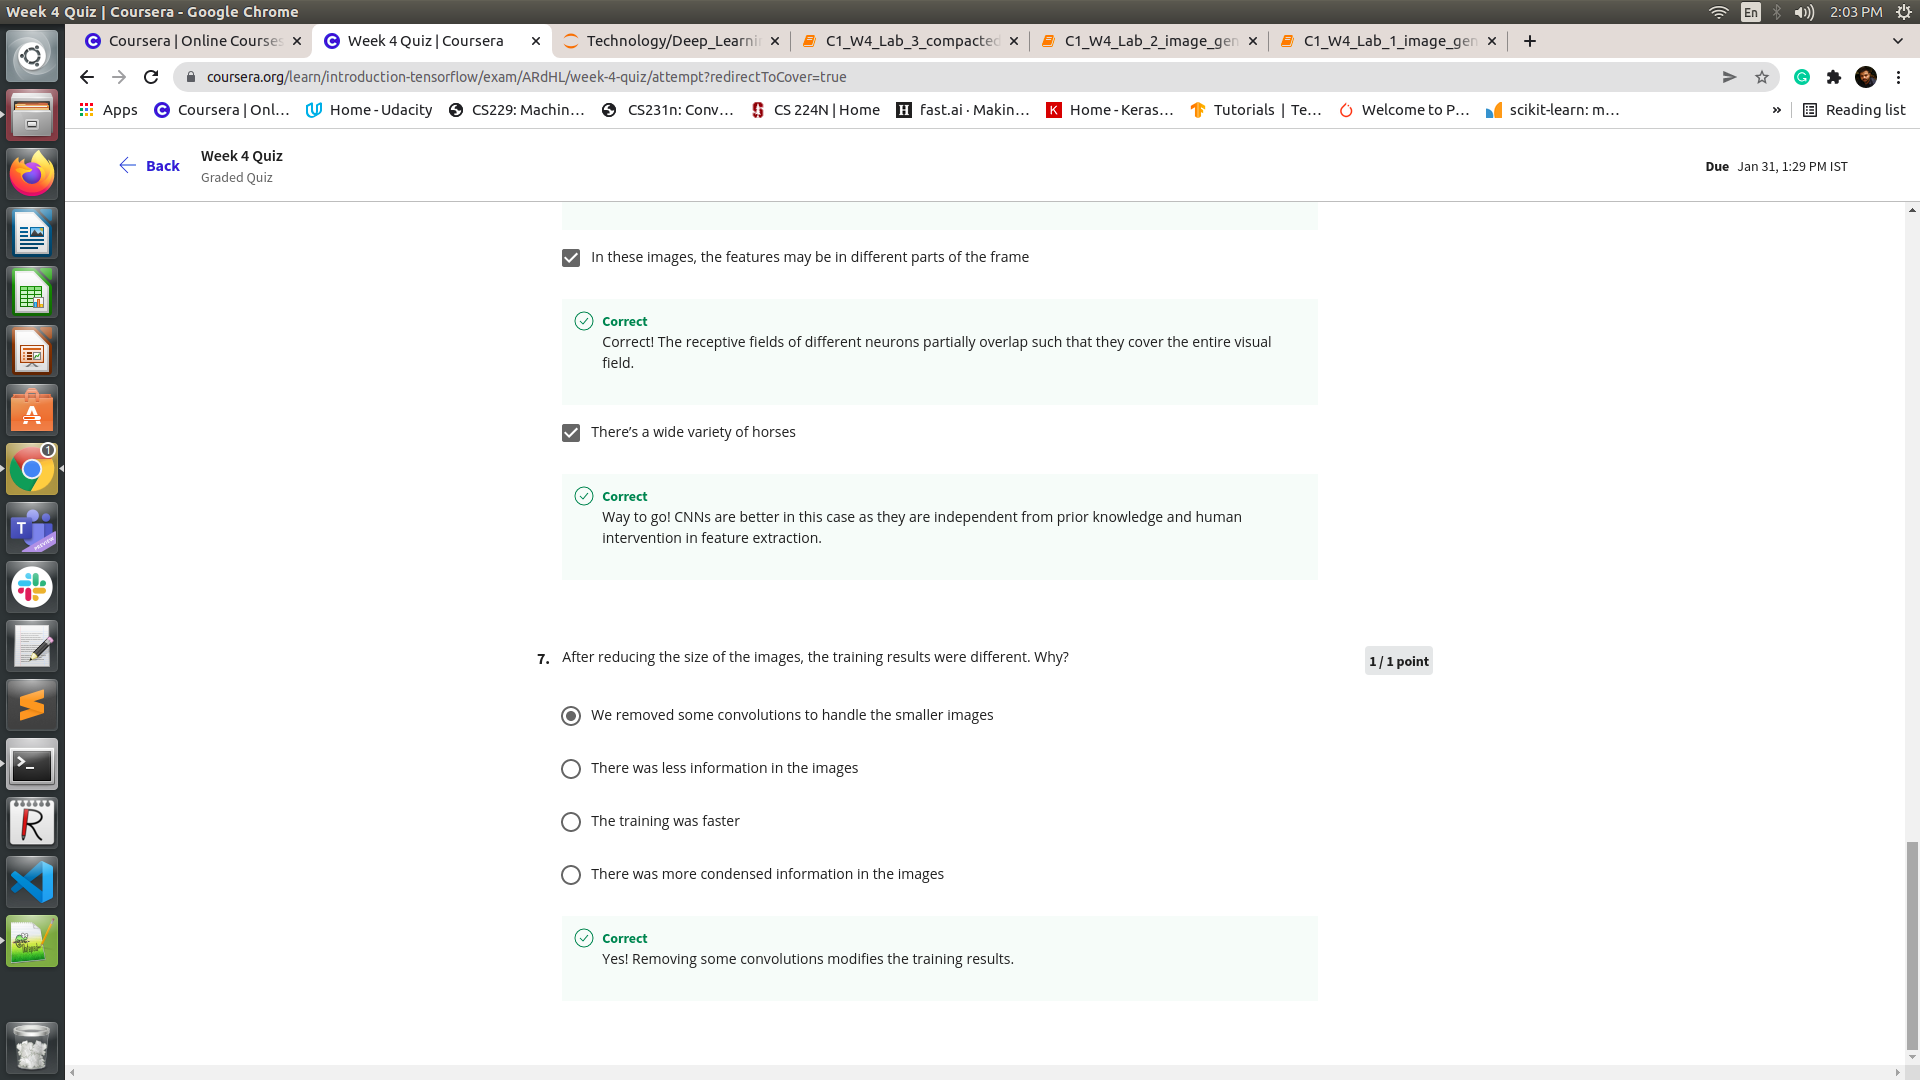 Week 4 Quiz | Coursera - Google Chrome
En
2:03 PM
Coursera | Online Courses
Week 4 Quiz | Coursera
Technology/Deep_Learni
C1_W4_Lab_3_compacted
C1_W4_Lab_2_image_gen
C1_W4_Lab_1_image_gen
coursera.org/learn/introduction-tensorflow/exam/ARdHL/week-4-quiz/attempt?redirectToCover=true
Apps
Coursera | Onl...
Home - Udacity
CS229: Machin...
CS231n: Conv...
CS 224N | Home
fast.ai · Makin...
Home - Keras...
Tutorials | Te...
Welcome to P...
scikit-learn: m...
»
Reading list
Back
Week 4 Quiz
Graded Quiz
Due Jan 31, 1:29 PM IST
In these images, the features may be in different parts of the frame
Correct
Correct! The receptive fields of different neurons partially overlap such that they cover the entire visual
field.
There's a wide variety of horses
Correct
Way to go! CNNs are better in this case as they are independent from prior knowledge and human
intervention in feature extraction.
7. After reducing the size of the images, the training results were different. Why?
1 / 1 point
We removed some convolutions to handle the smaller images
There was less information in the images
The training was faster
There was more condensed information in the images
Correct
Yes! Removing some convolutions modifies the training results.